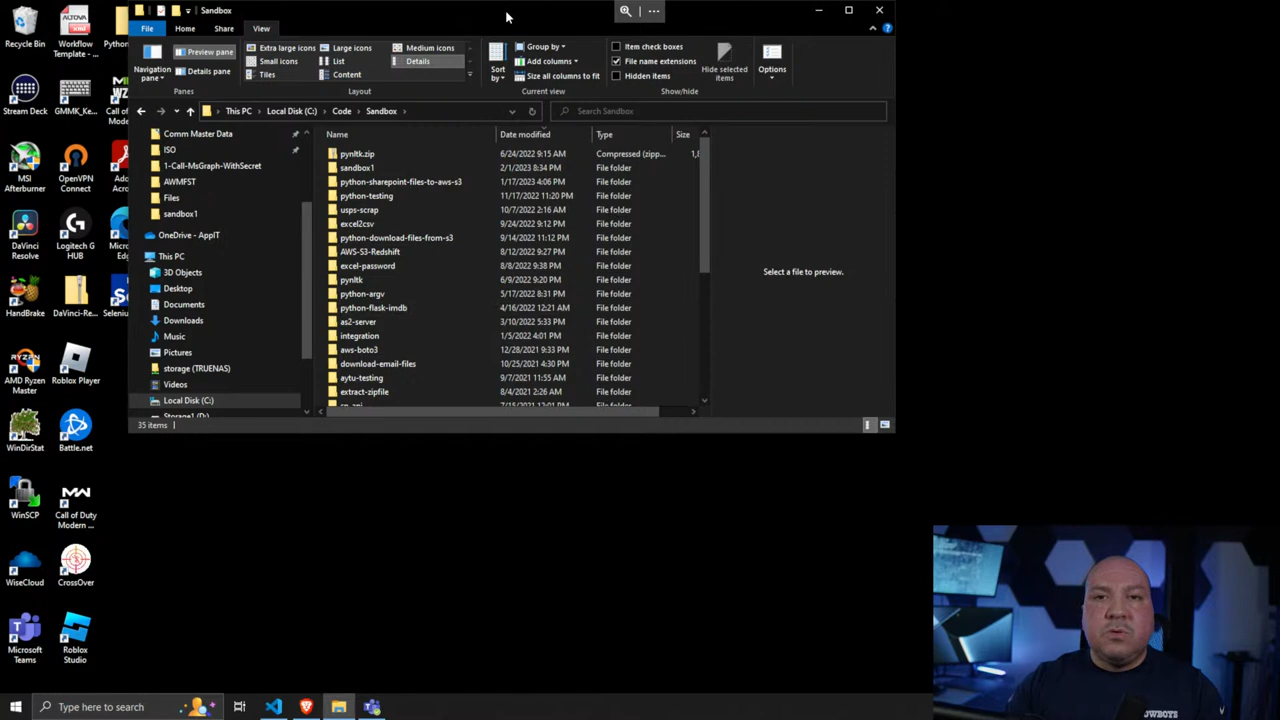 Sandbox
File Home Share View
Navigation pane
Preview pane
Details pane
Panes
Extra large icons
Large icons
Medium icons
Small icons
List
Details
Tiles
Content
Layout
Sort by
Group by
Add columns
Size all columns to fit
Current view
Item check boxes
File name extensions
Hidden items
Hide selected items
Show/hide
Options
This PC Local Disk (C:) Code Sandbox
Search Sandbox
Comm Master Data
ISO
1-Call-MsGraph-WithSecret
AWMFST
Files
sandbox1
OneDrive - AppIT
This PC
3D Objects
Desktop
Documents
Downloads
Music
Pictures
storage (TRUENAS)
Videos
Local Disk (C:)
Storage1 (D:)
Name Date modified Type Size
pynltk.zip 6/24/2022 9:15 AM Compressed (zipp...
sandbox1 2/1/2023 8:34 PM File folder
python-sharepoint-files-to-aws-s3 1/17/2023 4:06 PM File folder
python-testing 11/17/2022 11:20 PM File folder
usps-scrap 10/7/2022 2:16 AM File folder
excel2csv 9/24/2022 9:12 PM File folder
python-download-files-from-s3 9/14/2022 11:12 PM File folder
AWS-S3-Redshift 8/12/2022 9:27 PM File folder
excel-password 8/8/2022 9:38 PM File folder
pynltk 6/9/2022 9:20 PM File folder
python-argv 5/17/2022 8:31 PM File folder
python-flask-imdb 4/16/2022 12:21 AM File folder
as2-server 3/10/2022 5:33 PM File folder
integration 1/5/2022 4:01 PM File folder
aws-boto3 12/28/2021 9:33 PM File folder
download-email-files 10/25/2021 4:30 PM File folder
aytu-testing 9/7/2021 11:55 AM File folder
extract-zipfile 8/4/2021 2:26 AM File folder
Select a file to preview.
35 items
Recycle Bin
Workflow Template - ...
Python
Stream Deck
GMMK_Ke...
Call of Mod
MSI Afterburner
OpenVPN Connect
Ado Acro
DaVinci Resolve
Logitech G HUB
Micro Edg
HandBrake
DaVinci-Re...
Seleniu
AMD Ryzen Master
Roblox Player
WinDirStat
Battle.net
WinSCP
Call of Duty Modern ...
WiseCloud
CrossOver
Microsoft Teams
Roblox Studio
Type here to search